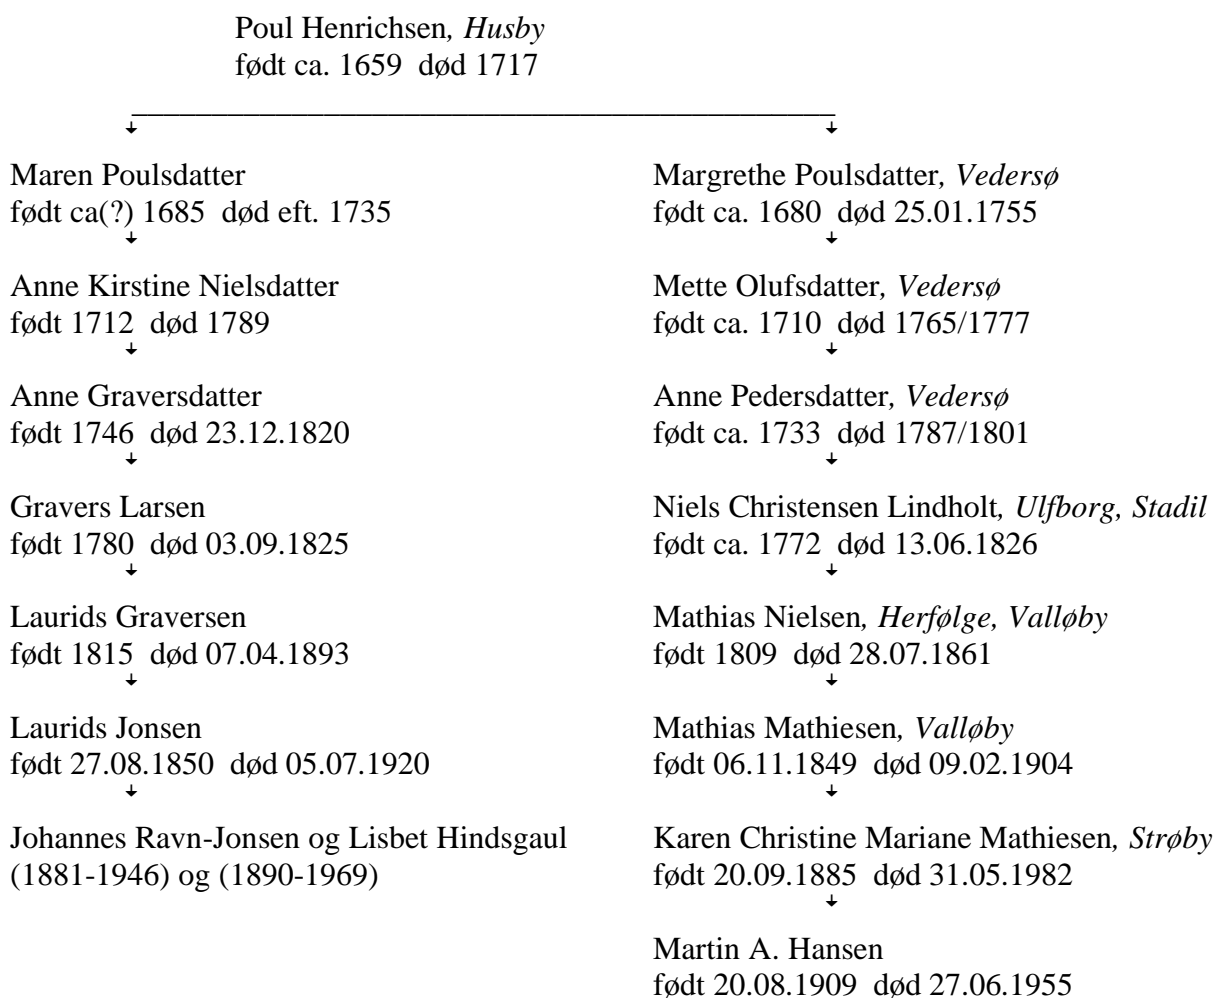 Poul Henrichsen, Husby
født ca. 1659 død 1717
Maren Poulsdatter
født ca(?) 1685 død eft. 1735
Margrethe Poulsdatter, Vedersø
født ca. 1680 død 25.01.1755
Anne Kirstine Nielsdatter
født 1712 død 1789
Mette Olufsdatter, Vedersø
født ca. 1710 død 1765/1777
Anne Graversdatter
født 1746 død 23.12.1820
Anne Pedersdatter, Vedersø
født ca. 1733 død 1787/1801
Gravers Larsen
født 1780 død 03.09.1825
Niels Christensen Lindholt, Ulfborg, Stadil
født ca. 1772 død 13.06.1826
Laurids Graversen
født 1815 død 07.04.1893
Mathias Nielsen, Herfølge, Valløby
født 1809 død 28.07.1861
Laurids Jonsen
født 27.08.1850 død 05.07.1920
Mathias Mathiesen, Valløby
født 06.11.1849 død 09.02.1904
Johannes Ravn-Jonsen og Lisbet Hindsgaul
(1881-1946) og (1890-1969)
Karen Christine Mariane Mathiesen, Strøby
født 20.09.1885 død 31.05.1982
Martin A. Hansen
født 20.08.1909 død 27.06.1955